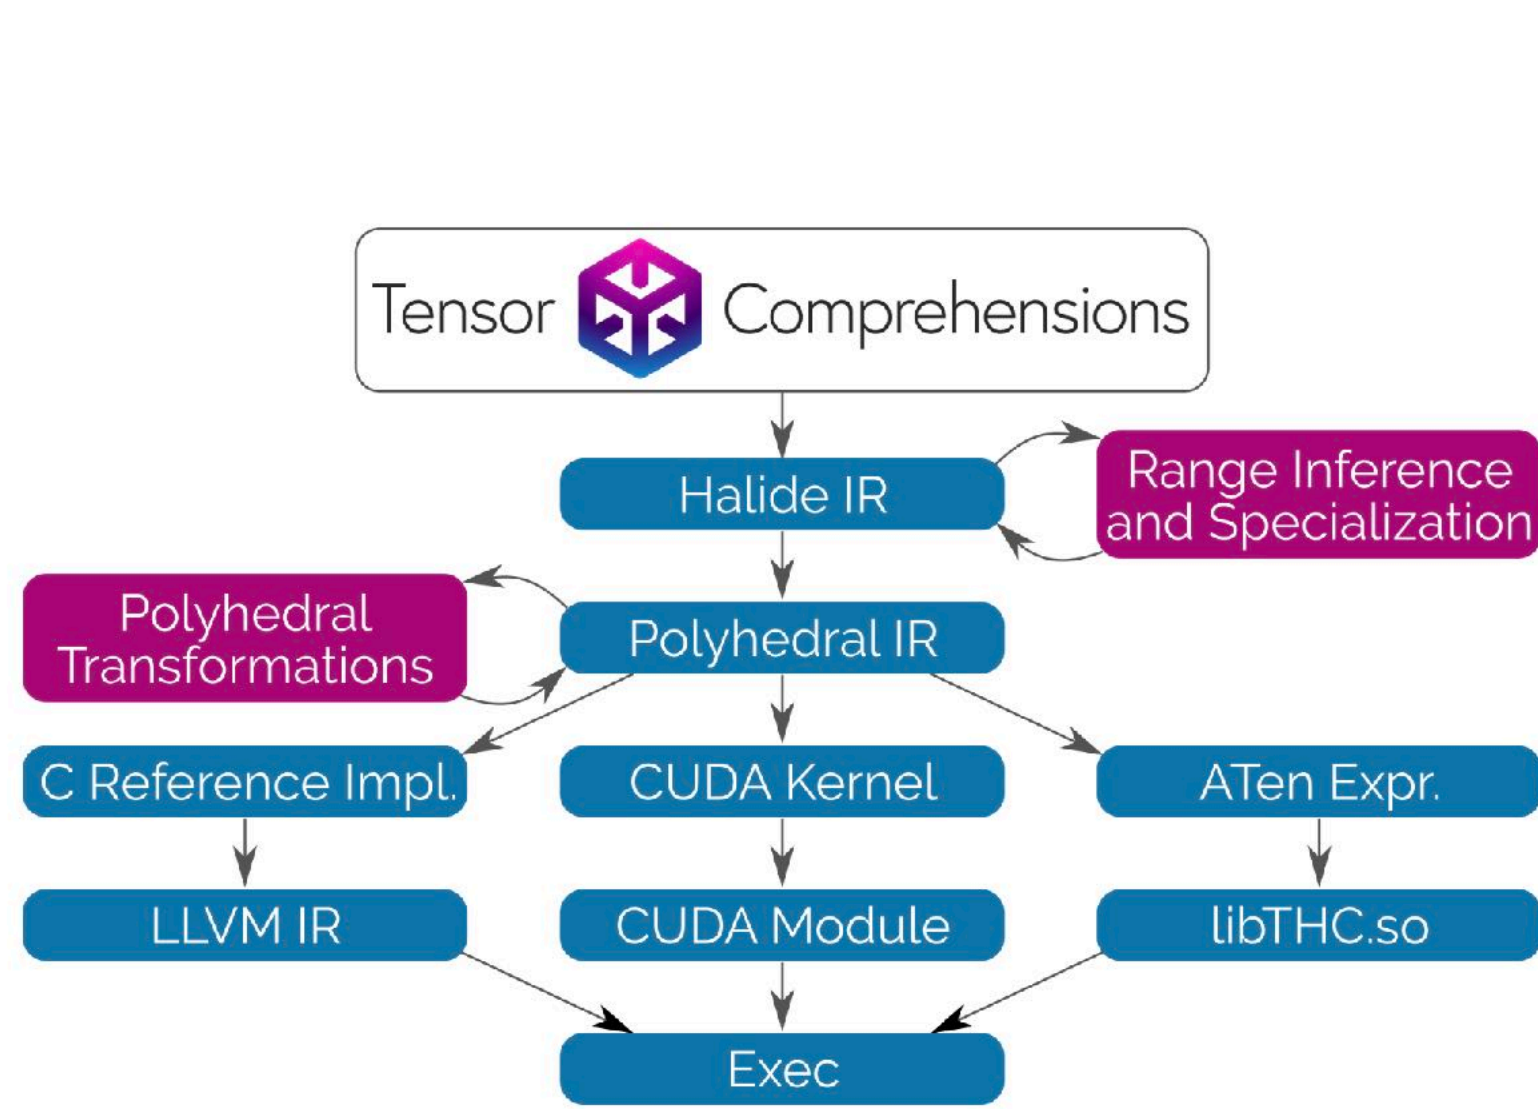 Tensor Comprehensions
Halide IR
Range Inference
and Specialization
Polyhedral
Transformations
Polyhedral IR
C Reference Impl.
CUDA Kernel
ATen Expr.
LLVM IR
CUDA Module
libTHC.so
Exec